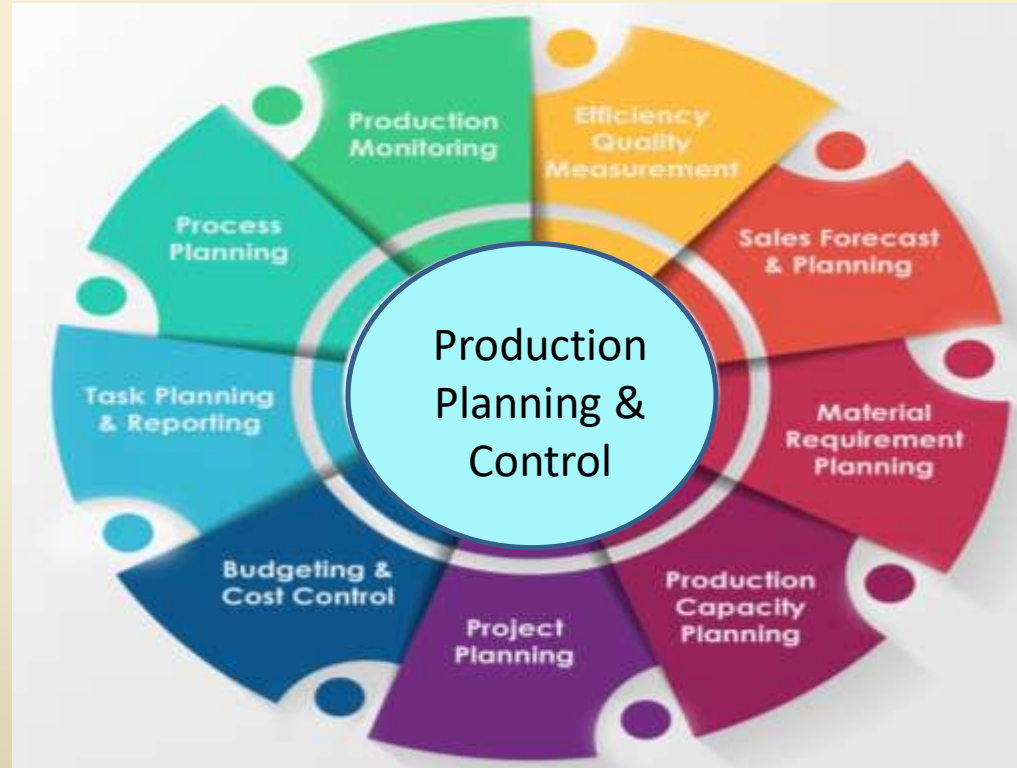 Production
Monitoring
Efficiency
Quality
Measurement
Sales Forecast
& Planning
Material
Requirement
Planning
Production
Capacity
Planning
Project
Planning
Budgeting &
Cost Control
Task Planning
& Reporting
Process
Planning
Production
Planning &
Control